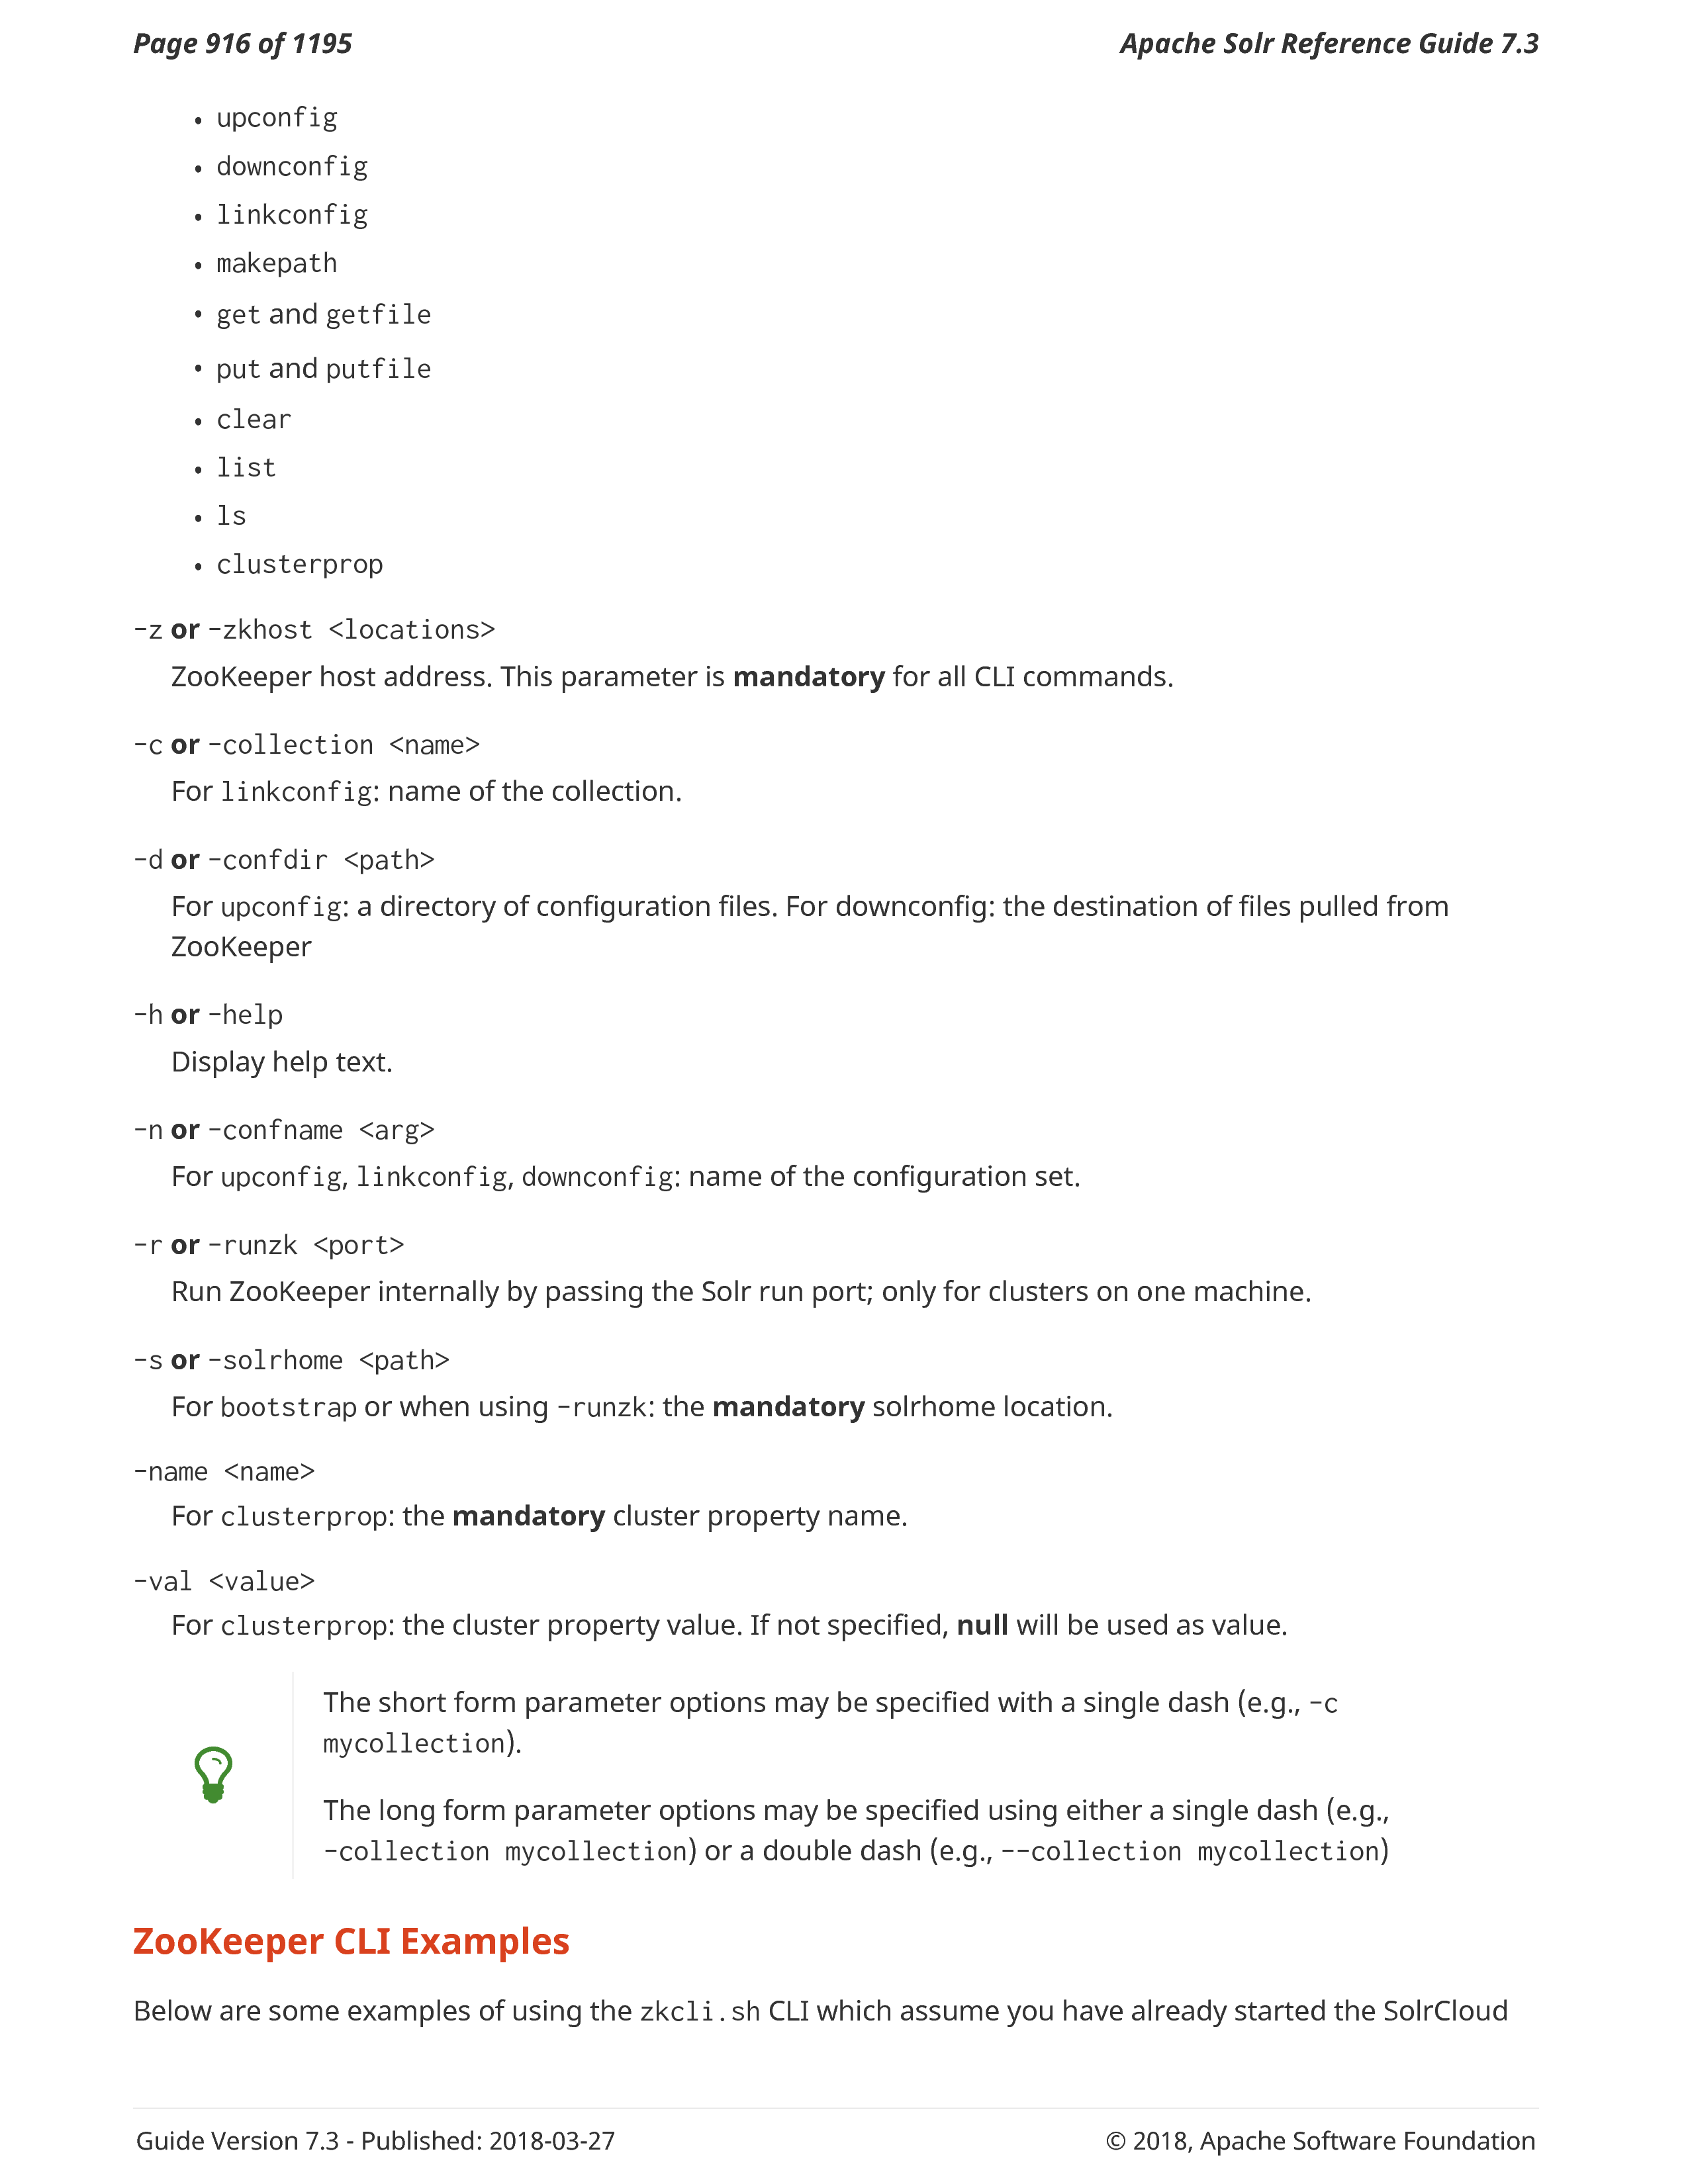 Page 916 of 1195
Apache Solr Reference Guide 7.3
• upconfig
• downconfig
• linkconfig
• makepath
• get and getfile
• put and putfile
• clear
• list
• ls
• clusterprop
-z or -zkhost <locations>
ZooKeeper host address. This parameter is mandatory for all CLI commands.
-c or -collection <name>
For linkconfig: name of the collection.
-d or -confdir <path>
For upconfig: a directory of configuration files. For downconfig: the destination of files pulled from
ZooKeeper
-h or -help
Display help text.
-n or -confname <arg>
For upconfig, linkconfig, downconfig: name of the configuration set.
-r or -runzk <port>
Run ZooKeeper internally by passing the Solr run port; only for clusters on one machine.
-s or -solrhome <path>
For bootstrap or when using -runzk: the mandatory solrhome location.
-name <name>
For clusterprop: the mandatory cluster property name.
-val <value>
For clusterprop: the cluster property value. If not specified, null will be used as value.
The short form parameter options may be specified with a single dash (e.g., -c
mycollection).
The long form parameter options may be specified using either a single dash (e.g.,
-collection mycollection) or a double dash (e.g., --collection mycollection)
ZooKeeper CLI Examples
Below are some examples of using the zkcli.sh CLI which assume you have already started the SolrCloud
Guide Version 7.3 - Published: 2018-03-27
© 2018, Apache Software Foundation